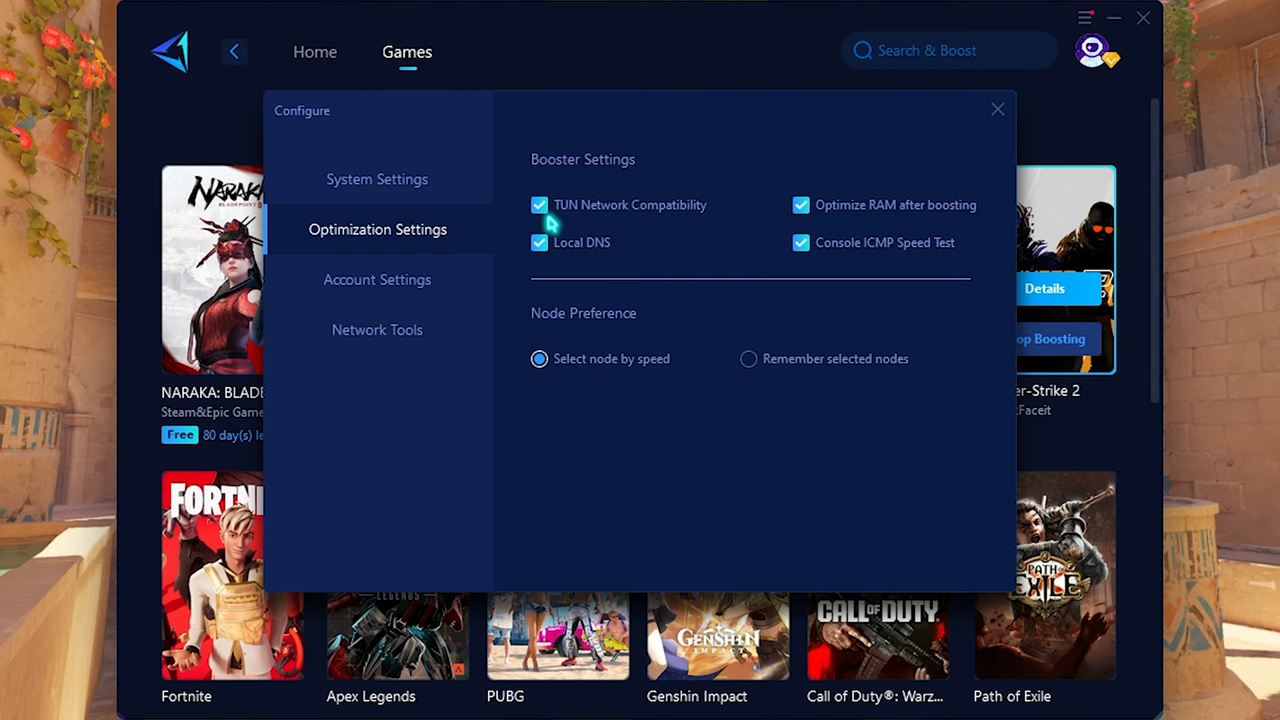 Home
Games
Search & Boost
Configure
System Settings
Optimization Settings
Account Settings
Network Tools
Booster Settings
TUN Network Compatibility
Optimize RAM after boosting
Local DNS
Console ICMP Speed Test
Node Preference
Select node by speed
Remember selected nodes
NARAKA
BLADEPOINT
Details
op Boosting
NARAKA: BLADE
Steam&Epic Game
Free
80 day(s) le
er-Strike 2
Faceit
FORTNI
LEGENDS
GENSHIN
IMPACT
CALL OF DUTY
PATH OF
EXILE
Fortnite
Apex Legends
PUBG
Genshin Impact
Call of Duty®: Warz...
Path of Exile